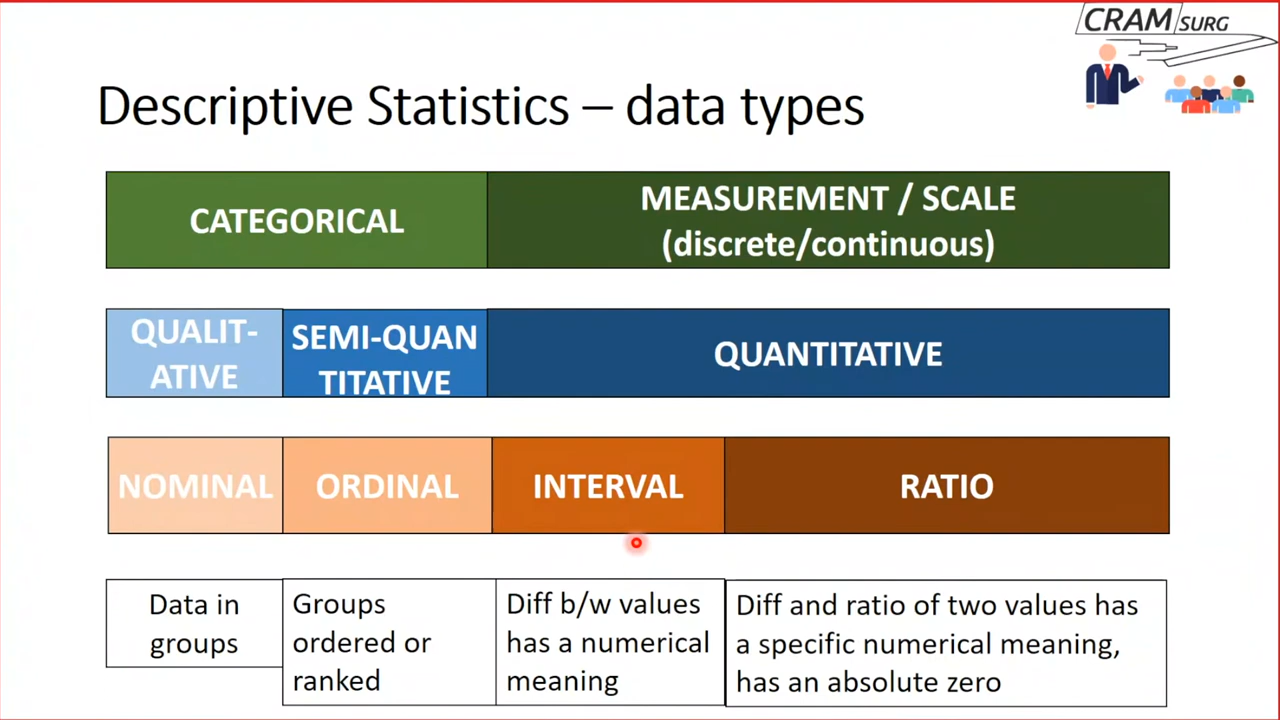 CRAM SURG
Descriptive Statistics – data types
CATEGORICAL
MEASUREMENT / SCALE
(discrete/continuous)
QUALIT-
ATIVE
SEMI-QUAN
TITATIVE
QUANTITATIVE
NOMINAL
ORDINAL
INTERVAL
RATIO
Data in
groups
Groups
ordered or
ranked
Diff b/w values
has a numerical
meaning
Diff and ratio of two values has
a specific numerical meaning,
has an absolute zero